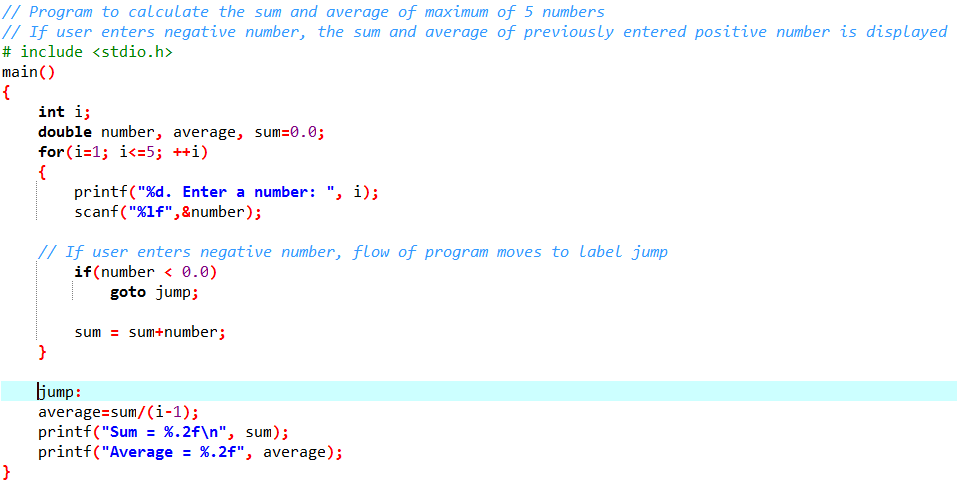 // Program to calculate the sum and average of maximum of 5 numbers
// If user enters negative number, the sum and average of previously entered positive number is displayed
# include <stdio.h>
main()
{
    int i;
    double number, average, sum=0.0;
    for(i=1; i<=5; ++i)
    {
        printf("%d. Enter a number: ", i);
        scanf("%lf",&number);

    // If user enters negative number, flow of program moves to label jump
        if(number < 0.0)
            goto jump;

        sum = sum+number;
    }

    jump:
    average=sum/(i-1);
    printf("Sum = %.2f\n", sum);
    printf("Average = %.2f", average);
}